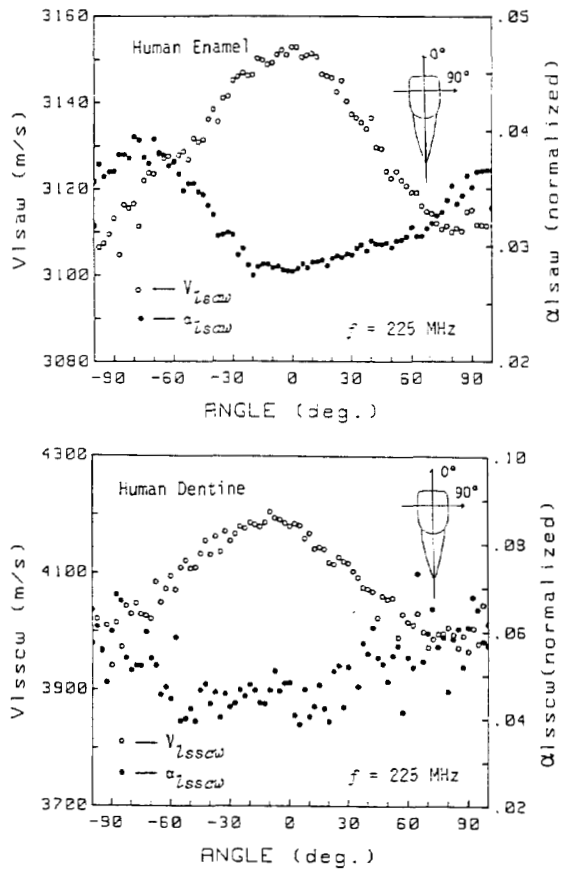 3160
3140
3120
3100
3080
Vlsaw (m/s)
Human Enamel
0°
90°
.05
.04
.03
.02
αlsaw (normalized)
○ — Vlsaw
● — αlsaw
f = 225 MHz
-90 -60 -30 0 30 60 90
ANGLE (deg.)
4300
4100
3900
3700
Vlsscw (m/s)
Human Dentine
0°
90°
.10
.08
.06
.04
.02
αlsscw(normalized)
○ — Vlsscw
● — αlsscw
f = 225 MHz
-90 -60 -30 0 30 60 90
ANGLE (deg.)